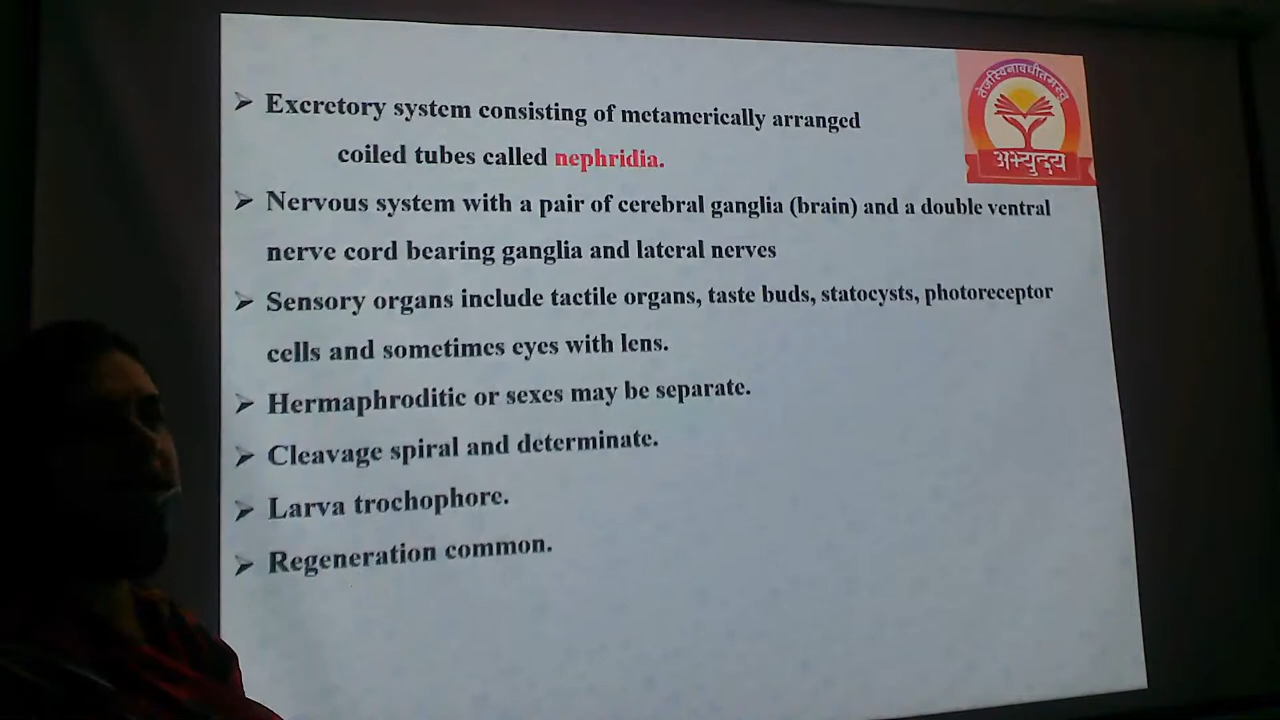 ➢ Excretory system consisting of metamerically arranged
coiled tubes called nephridia.
➢ Nervous system with a pair of cerebral ganglia (brain) and a double ventral
nerve cord bearing ganglia and lateral nerves
➢ Sensory organs include tactile organs, taste buds, statocysts, photoreceptor
cells and sometimes eyes with lens.
➢ Hermaphroditic or sexes may be separate.
➢ Cleavage spiral and determinate.
➢ Larva trochophore.
➢ Regeneration common.
तेजस्विनावधीतमस्तु
अभ्युदय